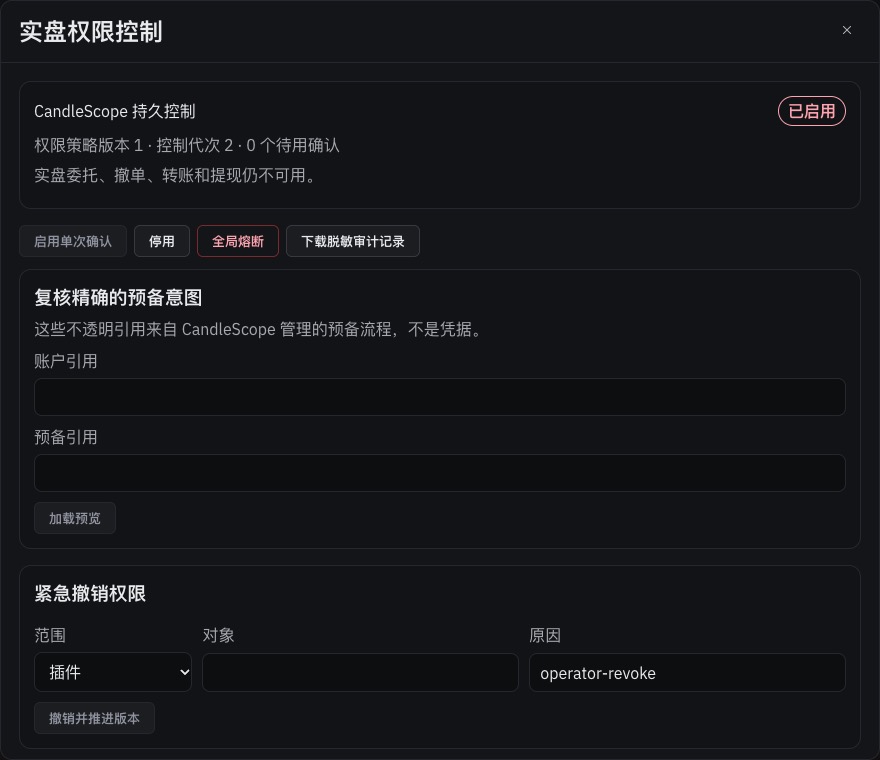 实盘权限控制
×
CandleScope 持久控制
已启用
权限策略版本 1 · 控制代次 2 · 0 个待用确认
实盘委托、撤单、转账和提现仍不可用。
启用单次确认
停用
全局熔断
下载脱敏审计记录
复核精确的预备意图
这些不透明引用来自 CandleScope 管理的预备流程，不是凭据。
账户引用
预备引用
加载预览
紧急撤销权限
范围
对象
原因
插件
operator-revoke
撤销并推进版本